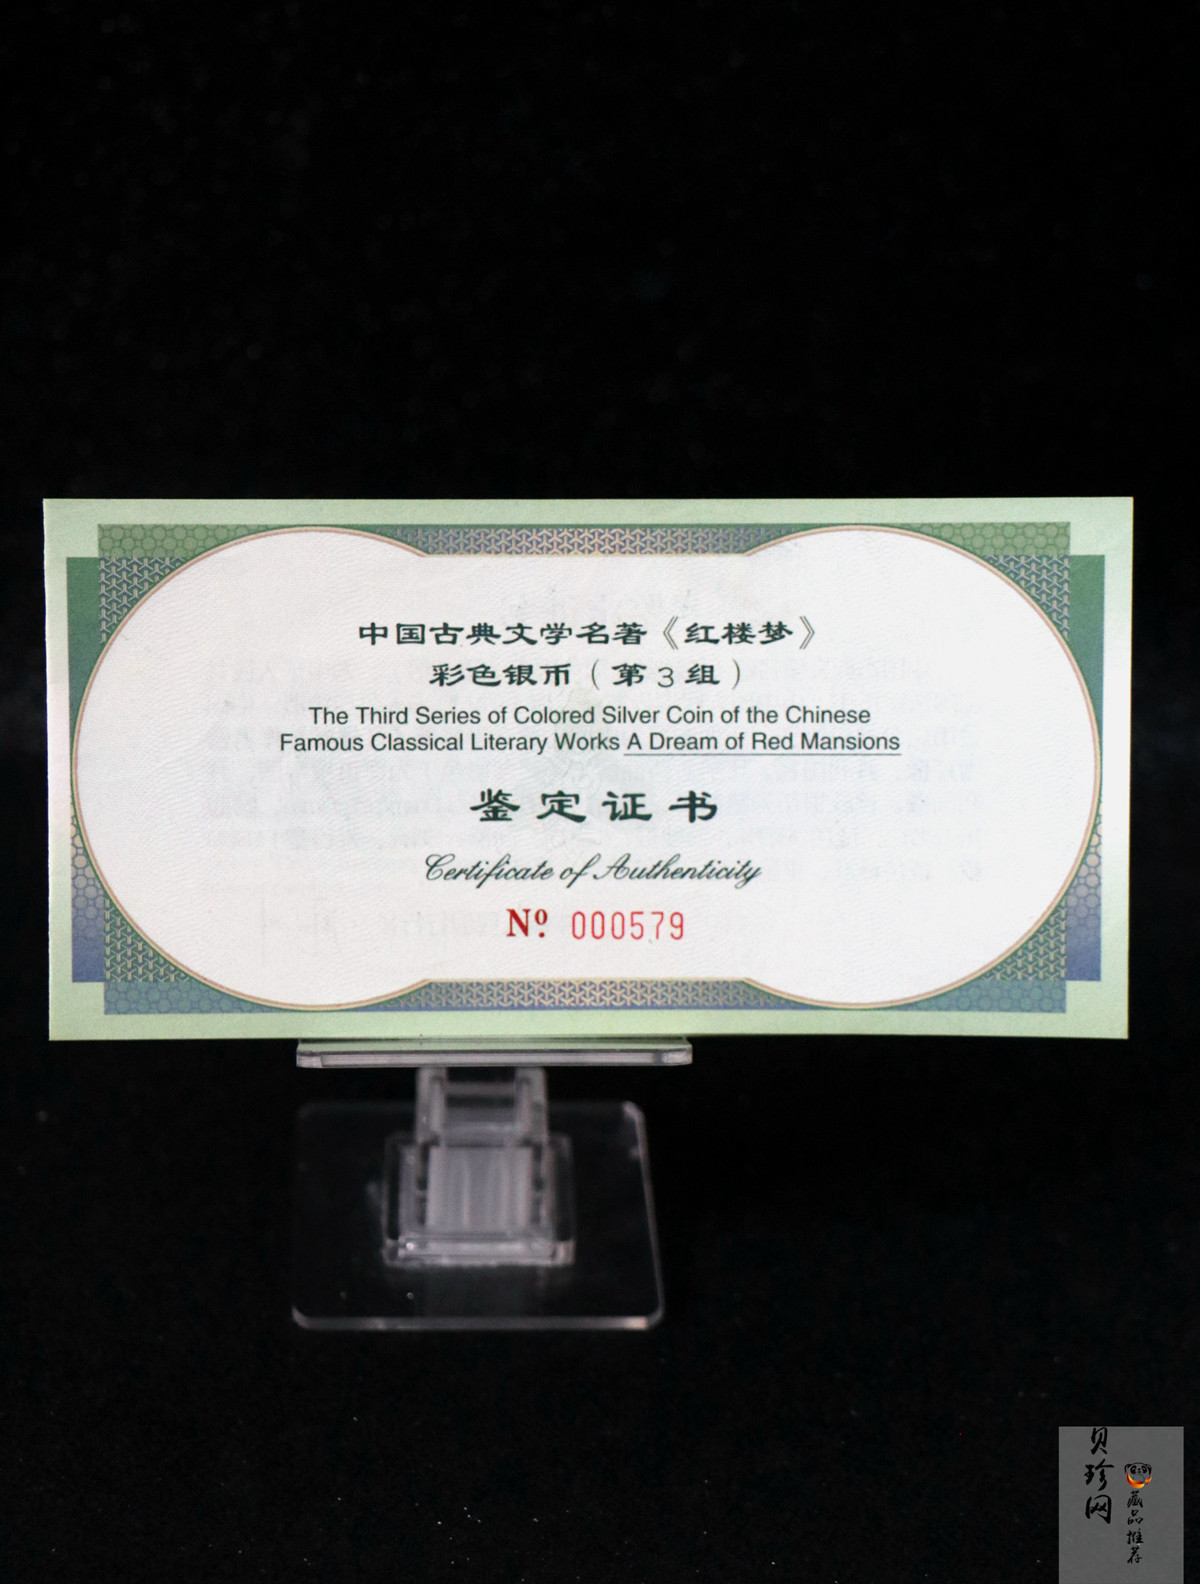 中国古典文学名著《红楼梦》
彩色银币（第3组）
The Third Series of Colored Silver Coin of the Chinese
Famous Classical Literary Works A Dream of Red Mansions
鉴定证书
Certificate of Authenticity
Nº 000579
贝珍网
藏品推荐